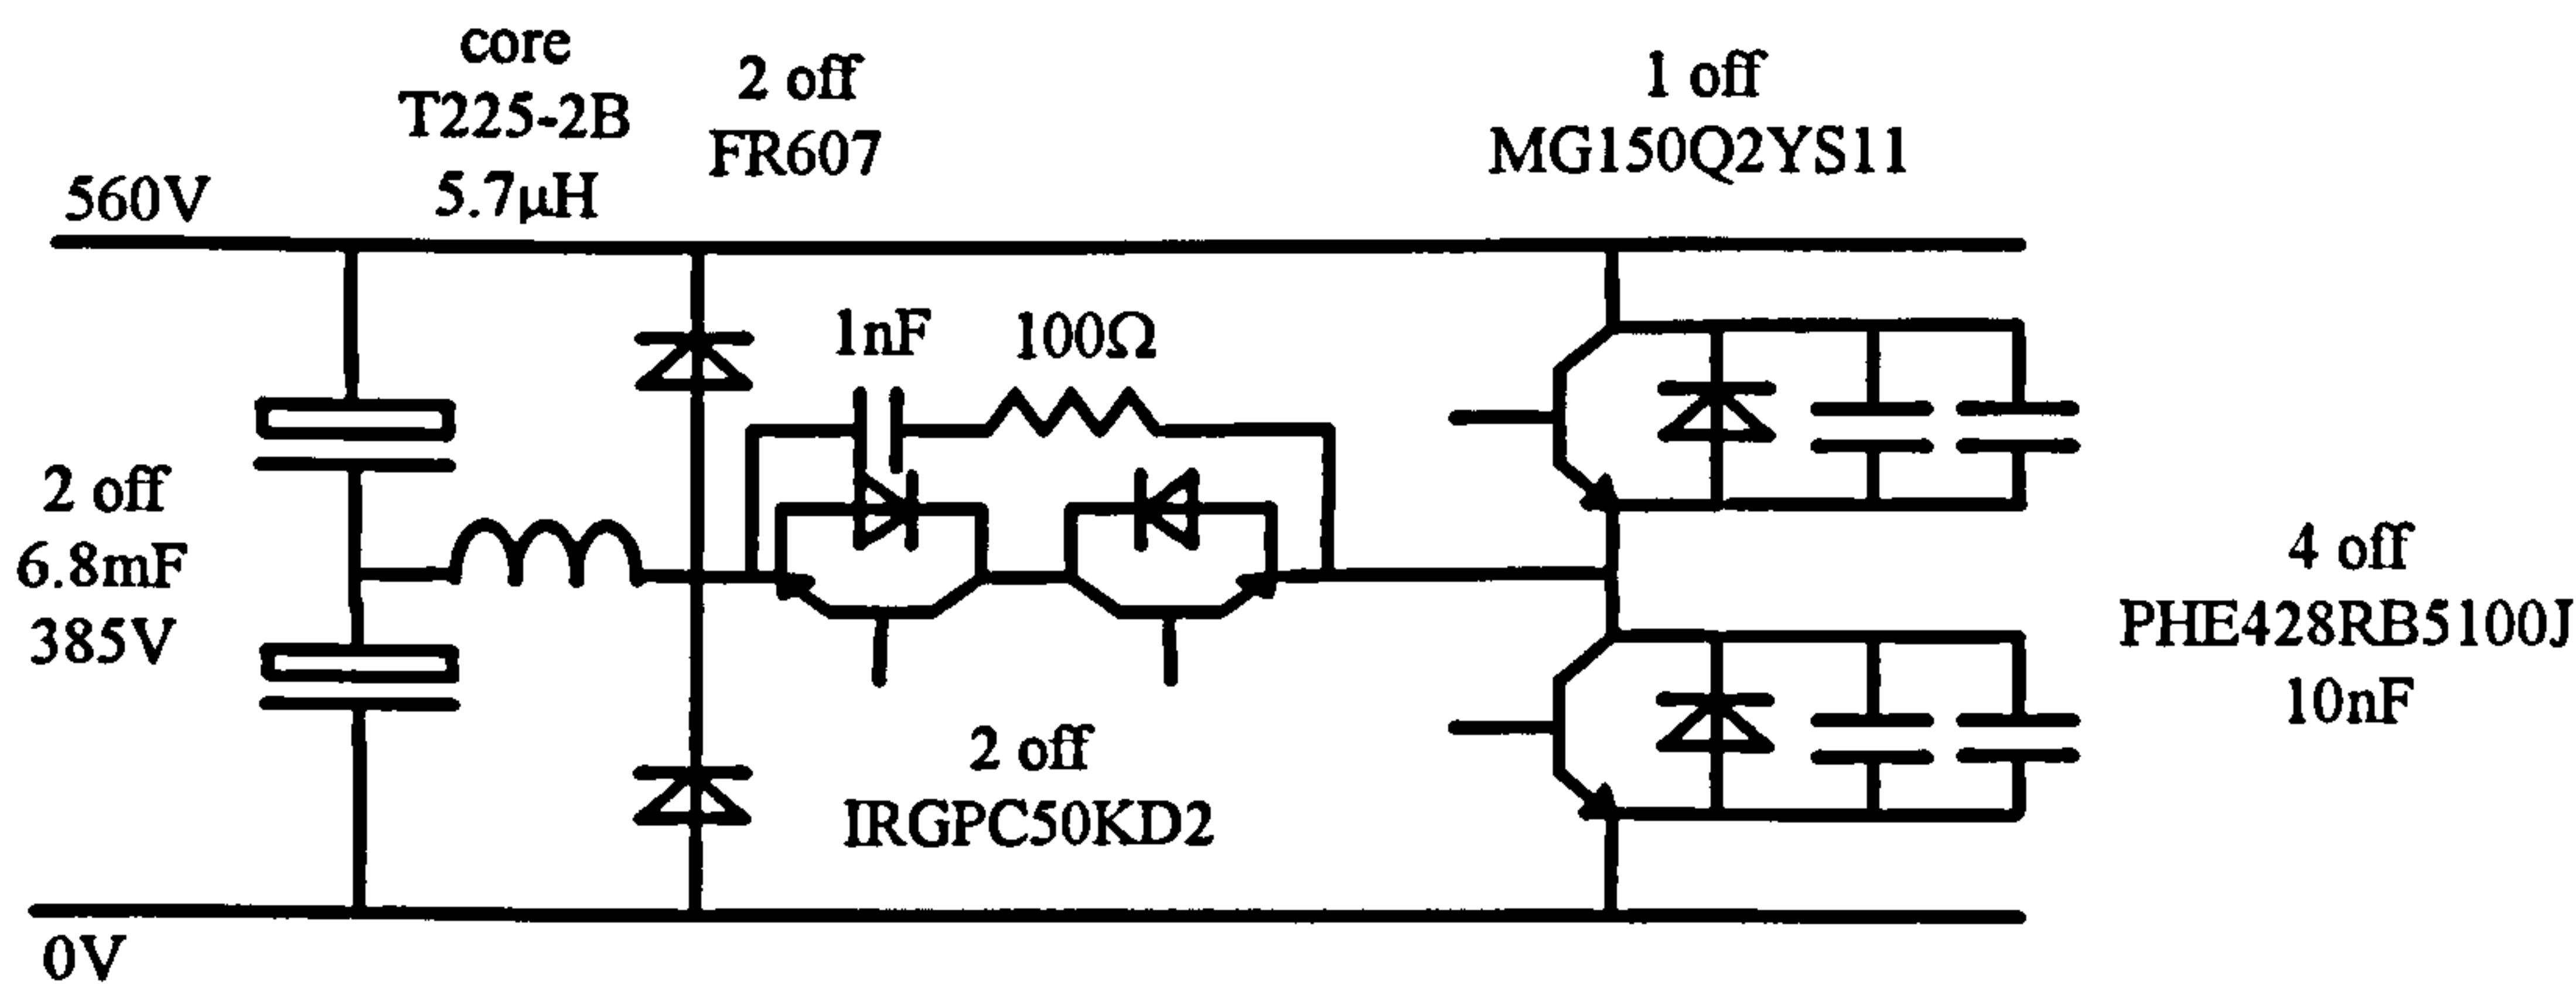 core
T225-2B
5.7μH
2 off
FR607
1 off
MG150Q2YS11
560V
1nF
100Ω
2 off
6.8mF
385V
4 off
PHE428RB5100J
10nF
2 off
IRGPC50KD2
0V